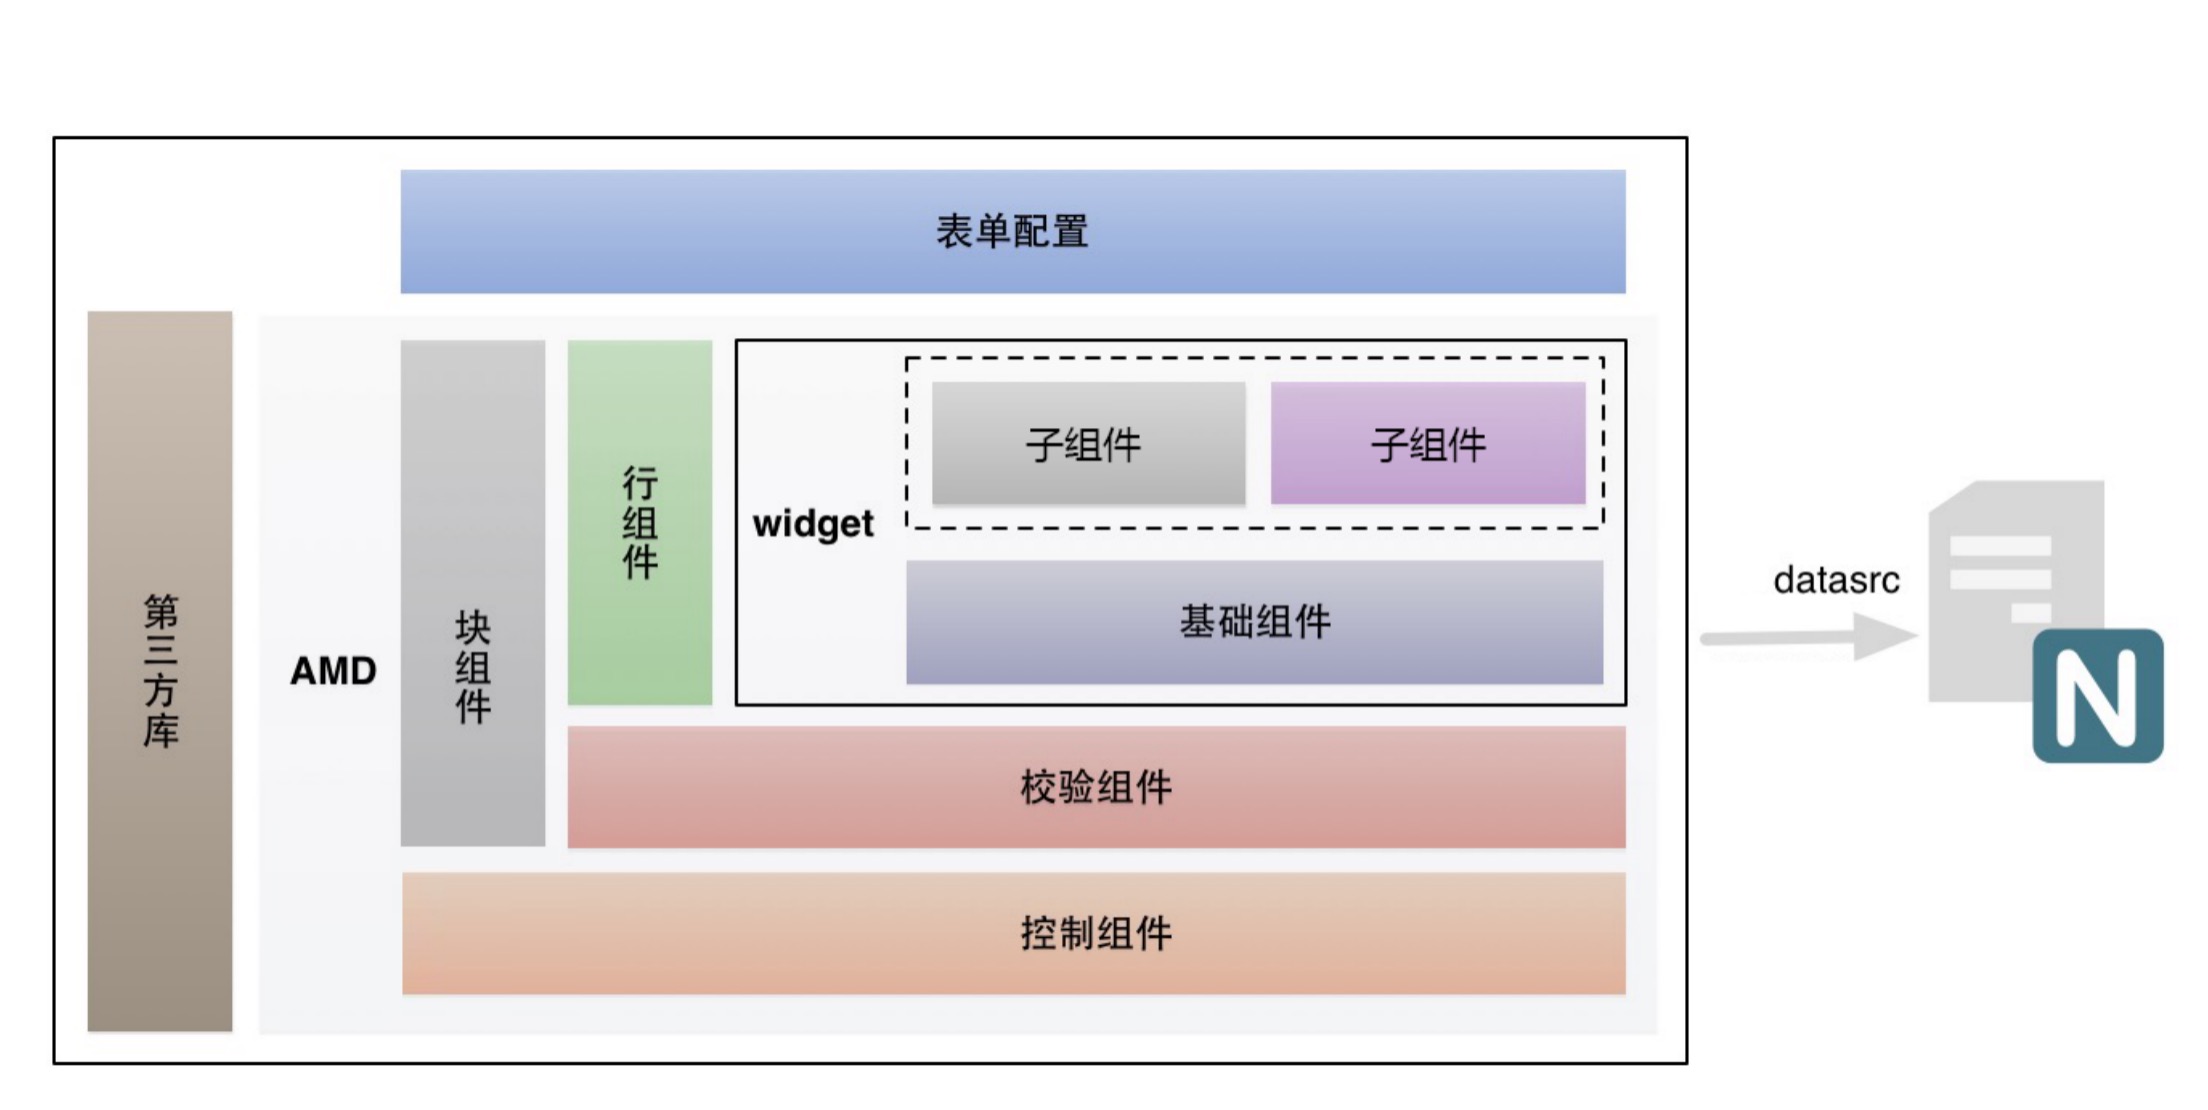 表单配置
第三方库
AMD
块组件
行组件
widget
子组件
子组件
基础组件
校验组件
控制组件
datasrc
N